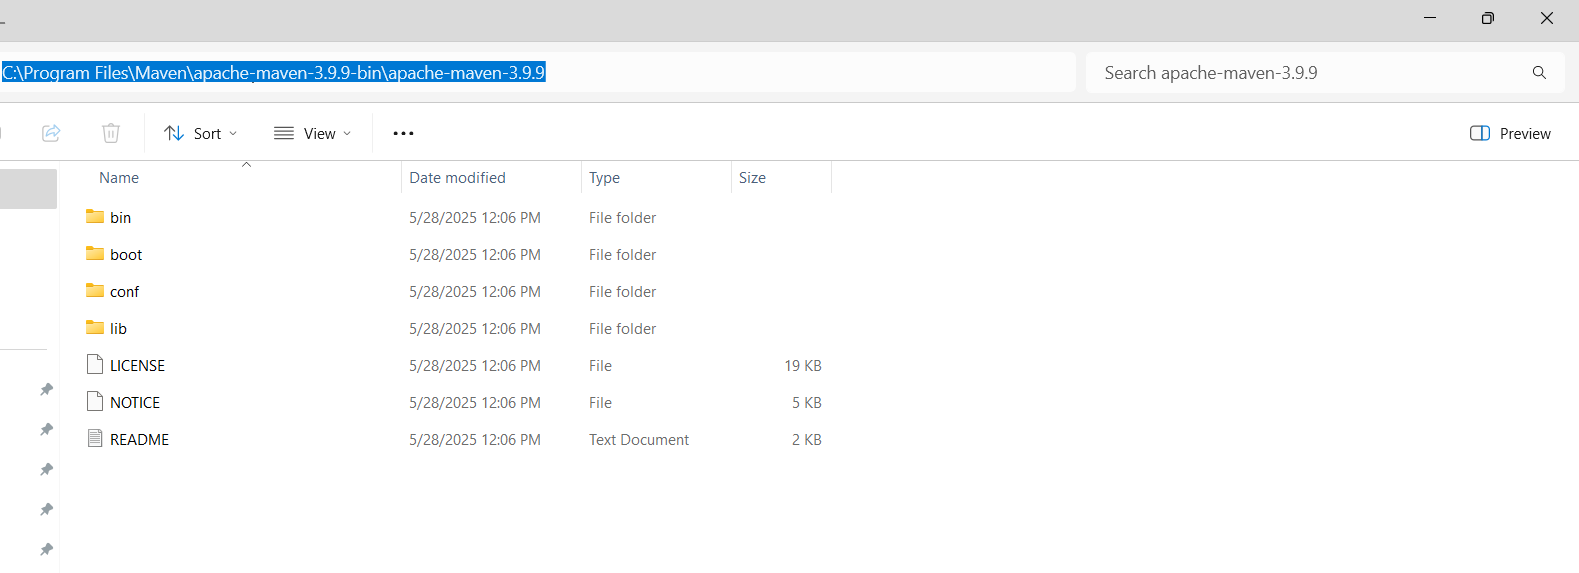 C:\Program Files\Maven\apache-maven-3.9.9-bin\apache-maven-3.9.9
Search apache-maven-3.9.9
Sort View Preview
Name Date modified Type Size
bin 5/28/2025 12:06 PM File folder
boot 5/28/2025 12:06 PM File folder
conf 5/28/2025 12:06 PM File folder
lib 5/28/2025 12:06 PM File folder
LICENSE 5/28/2025 12:06 PM File 19 KB
NOTICE 5/28/2025 12:06 PM File 5 KB
README 5/28/2025 12:06 PM Text Document 2 KB